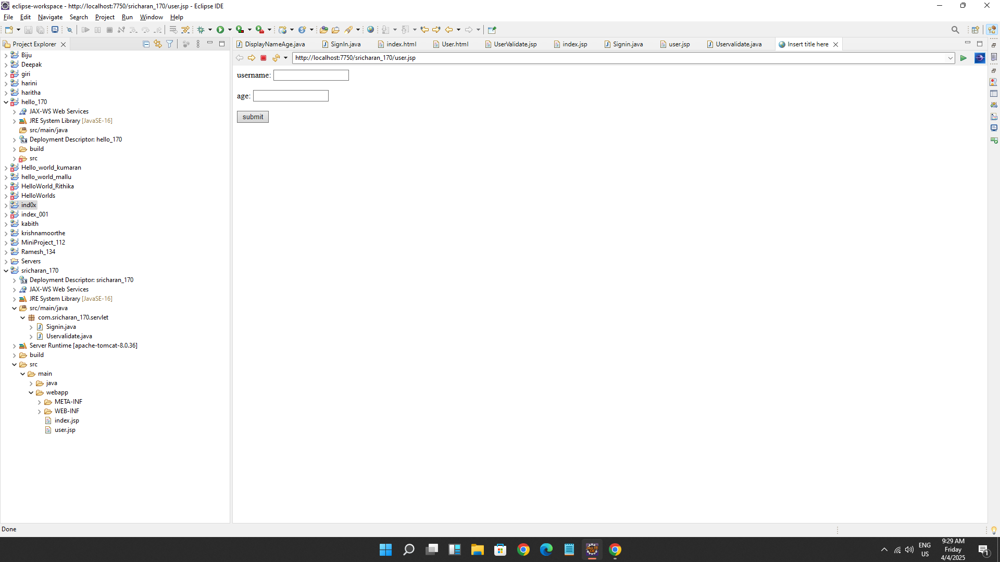 eclipse-workspace - http://localhost:7750/sricharan_170/user.jsp - Eclipse IDE
File Edit Navigate Search Project Run Window Help
Project Explorer
DisplayNameAge.java SignIn.java index.html User.html UserValidate.jsp index.jsp Signin.java user.jsp Uservalidate.java Insert title here
http://localhost:7750/sricharan_170/user.jsp
username:
age:
submit
Biju
Deepak
giri
harini
haritha
hello_170
JAX-WS Web Services
JRE System Library [JavaSE-16]
src/main/java
Deployment Descriptor: hello_170
build
src
Hello_world_kumaran
hello_world_mallu
HelloWorld_Rithika
HelloWorlds
ind0x
index_001
kabith
krishnamoorthe
MiniProject_112
Ramesh_134
Servers
sricharan_170
Deployment Descriptor: sricharan_170
JAX-WS Web Services
JRE System Library [JavaSE-16]
src/main/java
com.sricharan_170.servlet
Signin.java
Uservalidate.java
Server Runtime [apache-tomcat-8.0.36]
build
src
main
java
webapp
META-INF
WEB-INF
index.jsp
user.jsp
Done
ENG
US
9:29 AM
Friday
4/4/2025
1